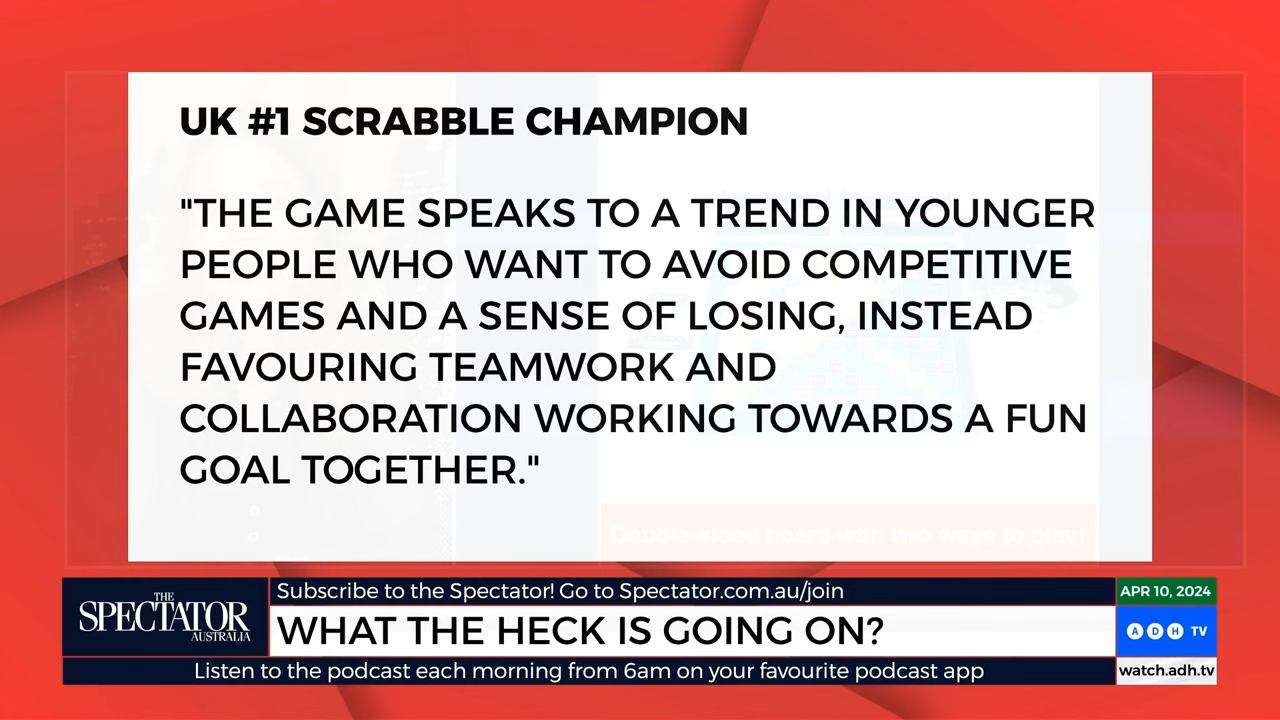 UK #1 SCRABBLE CHAMPION
"THE GAME SPEAKS TO A TREND IN YOUNGER
PEOPLE WHO WANT TO AVOID COMPETITIVE
GAMES AND A SENSE OF LOSING, INSTEAD
FAVOURING TEAMWORK AND
COLLABORATION WORKING TOWARDS A FUN
GOAL TOGETHER."
Double-sided board with two ways to play!
THE
SPECTATOR
AUSTRALIA
Subscribe to the Spectator! Go to Spectator.com.au/join
WHAT THE HECK IS GOING ON?
Listen to the podcast each morning from 6am on your favourite podcast app
APR 10, 2024
ADH TV
watch.adh.tv